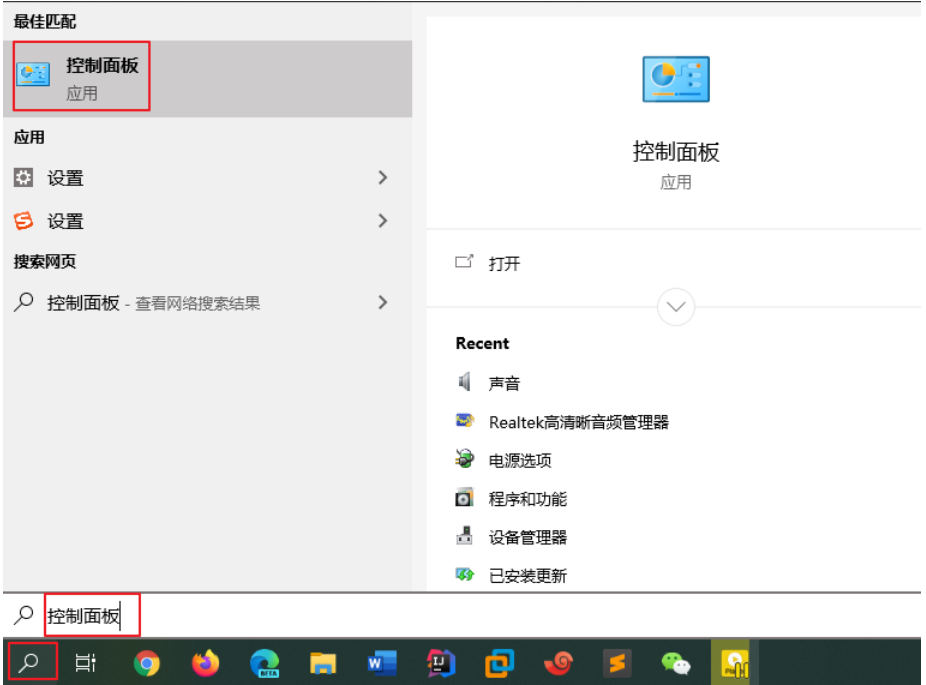 最佳匹配
控制面板
应用
应用
设置
设置
搜索网页
控制面板 - 查看网络搜索结果
控制面板
应用
打开
Recent
声音
Realtek高清晰音频管理器
电源选项
程序和功能
设备管理器
已安装更新
控制面板
BETA
W
IJ